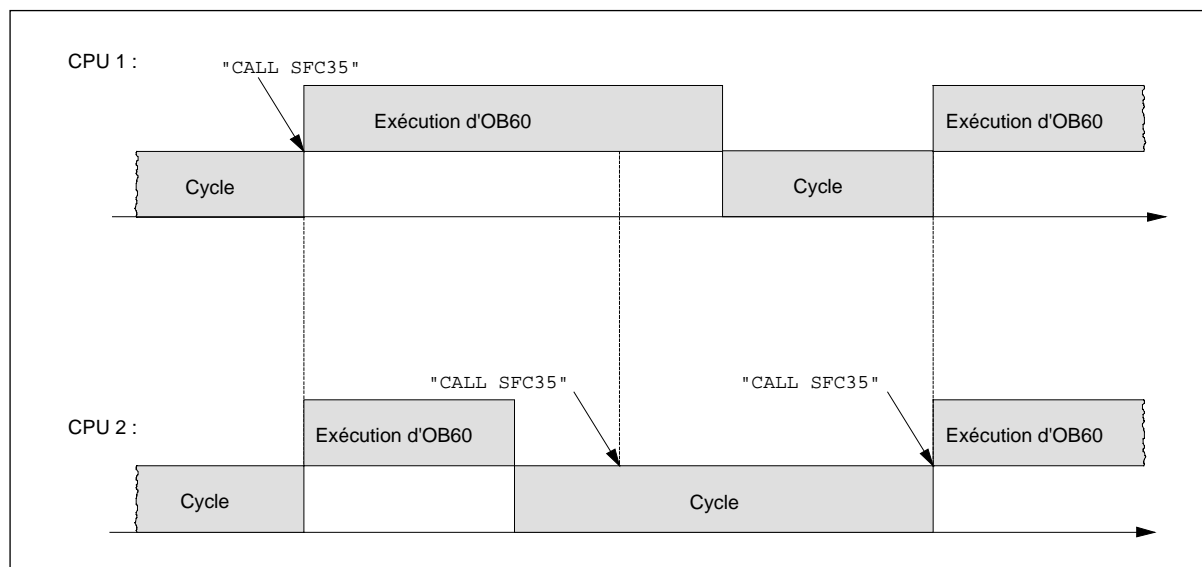 CPU 1 :
"CALL SFC35"
Exécution d'OB60
Exécution d'OB60
Cycle
Cycle
"CALL SFC35"
"CALL SFC35"
CPU 2 :
Exécution d'OB60
Exécution d'OB60
Cycle
Cycle